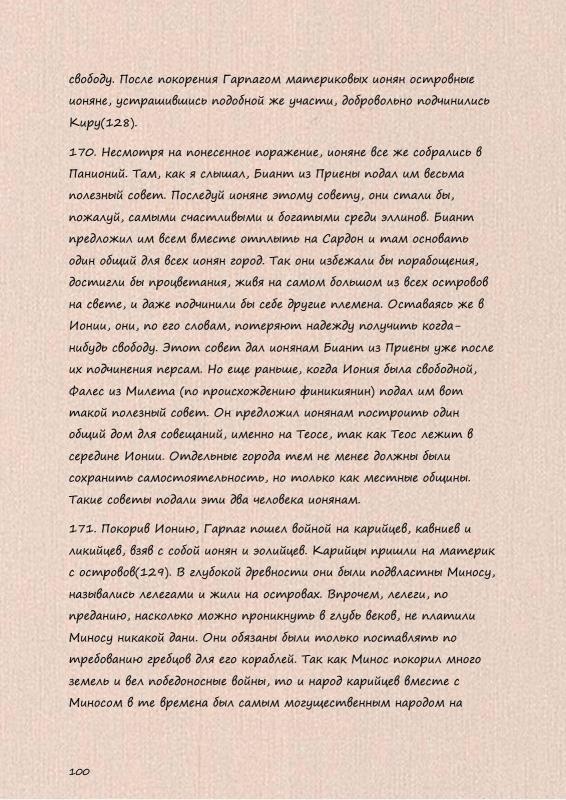 свободу. После покорения Гарпагом материковых ионян островные
ионяне, устрашившись подобной же участи, добровольно подчинились
Киру(128).
170. Несмотря на понесенное поражение, ионяне все же собрались в
Панионий. Там, как я слышал, Биант из Приены подал им весьма
полезный совет. Последуй ионяне этому совету, они стали бы,
пожалуй, самыми счастливыми и богатыми среди эллинов. Биант
предложил им всем вместе отплыть на Сардон и там основать
один общий для всех ионян город. Так они избежали бы порабощения,
достигли бы процветания, живя на самом большом из всех островов
на свете, и даже подчинили бы себе другие племена. Оставаясь же в
Ионии, они, по его словам, потеряют надежду получить когда-
нибудь свободу. Этот совет дал ионянам Биант из Приены уже после
их подчинения персам. Но еще раньше, когда Иония была свободной,
Фалес из Милета (по происхождению финикиянин) подал им вот
такой полезный совет. Он предложил ионянам построить один
общий дом для совещаний, именно на Теосе, так как Теос лежит в
середине Ионии. Отдельные города тем не менее должны были
сохранить самостоятельность, но только как местные общины.
Такие советы подали эти два человека ионянам.
171. Покорив Ионию, Гарпаг пошел войной на карийцев, кавниев и
ликийцев, взяв с собой ионян и эолийцев. Карийцы пришли на материк
с островов(129). В глубокой древности они были подвластны Миносу,
назывались лелегами и жили на островах. Впрочем, лелеги, по
преданию, насколько можно проникнуть в глубь веков, не платили
Миносу никакой дани. Они обязаны были только поставлять по
требованию гребцов для его кораблей. Так как Минос покорил много
земель и вел победоносные войны, то и народ карийцев вместе с
Миносом в те времена был самым могущественным народом на
100